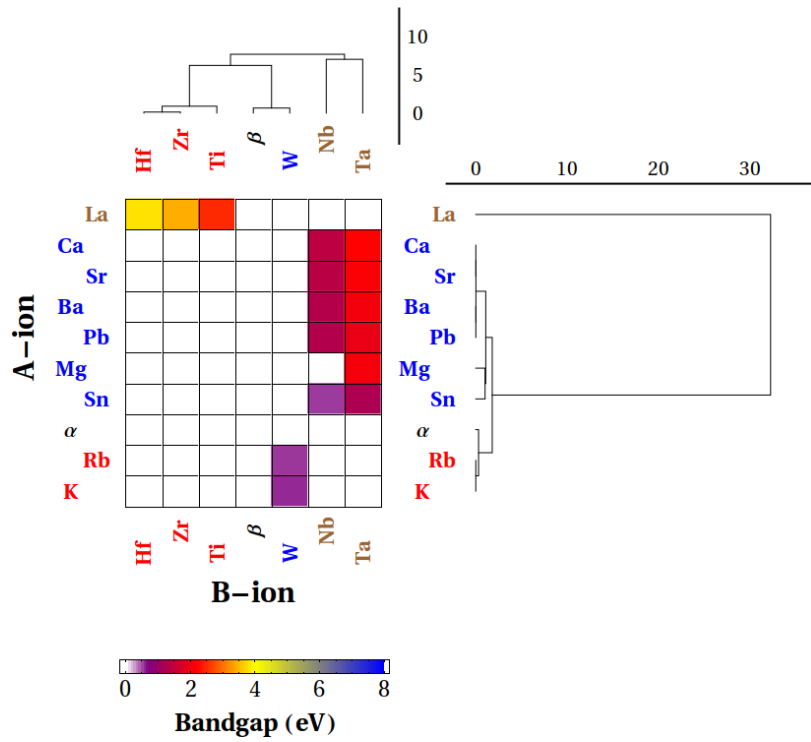 10
5
0
Hf Zr Ti β W Nb Ta
0 10 20 30
La La
Ca Ca
Sr Sr
Ba Ba
Pb Pb
Mg Mg
Sn Sn
α α
Rb Rb
K K
A−ion
Hf Zr Ti β W Nb Ta
B−ion
0 2 4 6 8
Bandgap (eV)